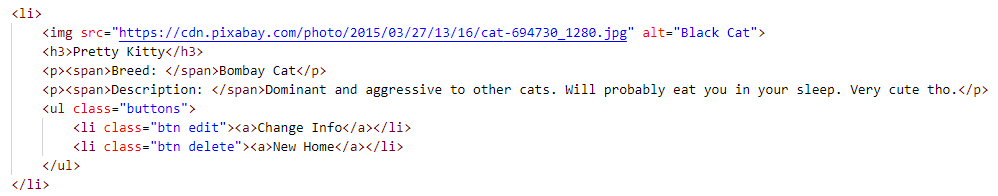 <li>
<img src="https://cdn.pixabay.com/photo/2015/03/27/13/16/cat-694730_1280.jpg" alt="Black Cat">
<h3>Pretty Kitty</h3>
<p><span>Breed: </span>Bombay Cat</p>
<p><span>Description: </span>Dominant and aggressive to other cats. Will probably eat you in your sleep. Very cute tho.</p>
<ul class="buttons">
<li class="btn edit"><a>Change Info</a></li>
<li class="btn delete"><a>New Home</a></li>
</ul>
</li>